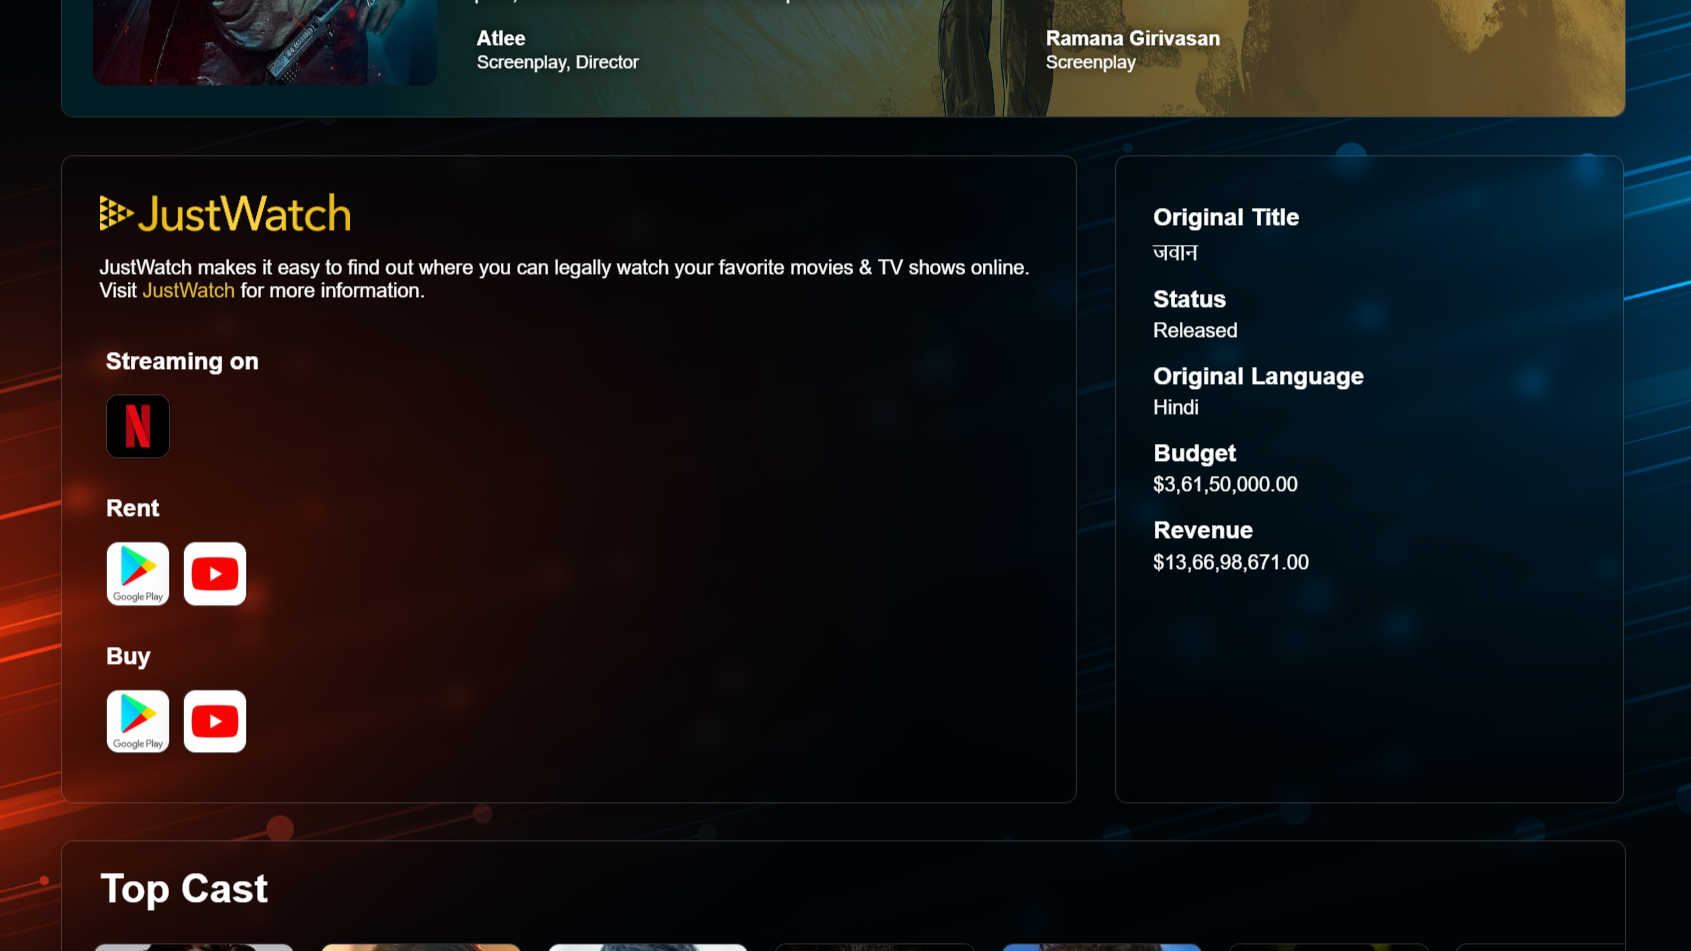 Atlee
Screenplay, Director
Ramana Girivasan
Screenplay
JustWatch
JustWatch makes it easy to find out where you can legally watch your favorite movies & TV shows online.
Visit JustWatch for more information.
Streaming on
N
Rent
Google Play
Buy
Google Play
Original Title
जवान
Status
Released
Original Language
Hindi
Budget
$3,61,50,000.00
Revenue
$13,66,98,671.00
Top Cast